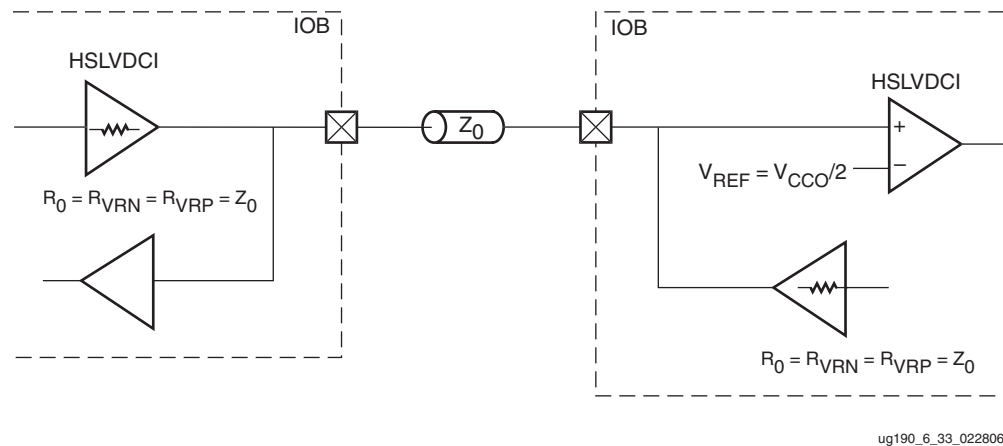 IOB
IOB
HSLVDCI
HSLVDCI
Z0
+
VREF = VCCO/2
–
R0 = RVRN = RVRP = Z0
R0 = RVRN = RVRP = Z0
ug190_6_33_022806